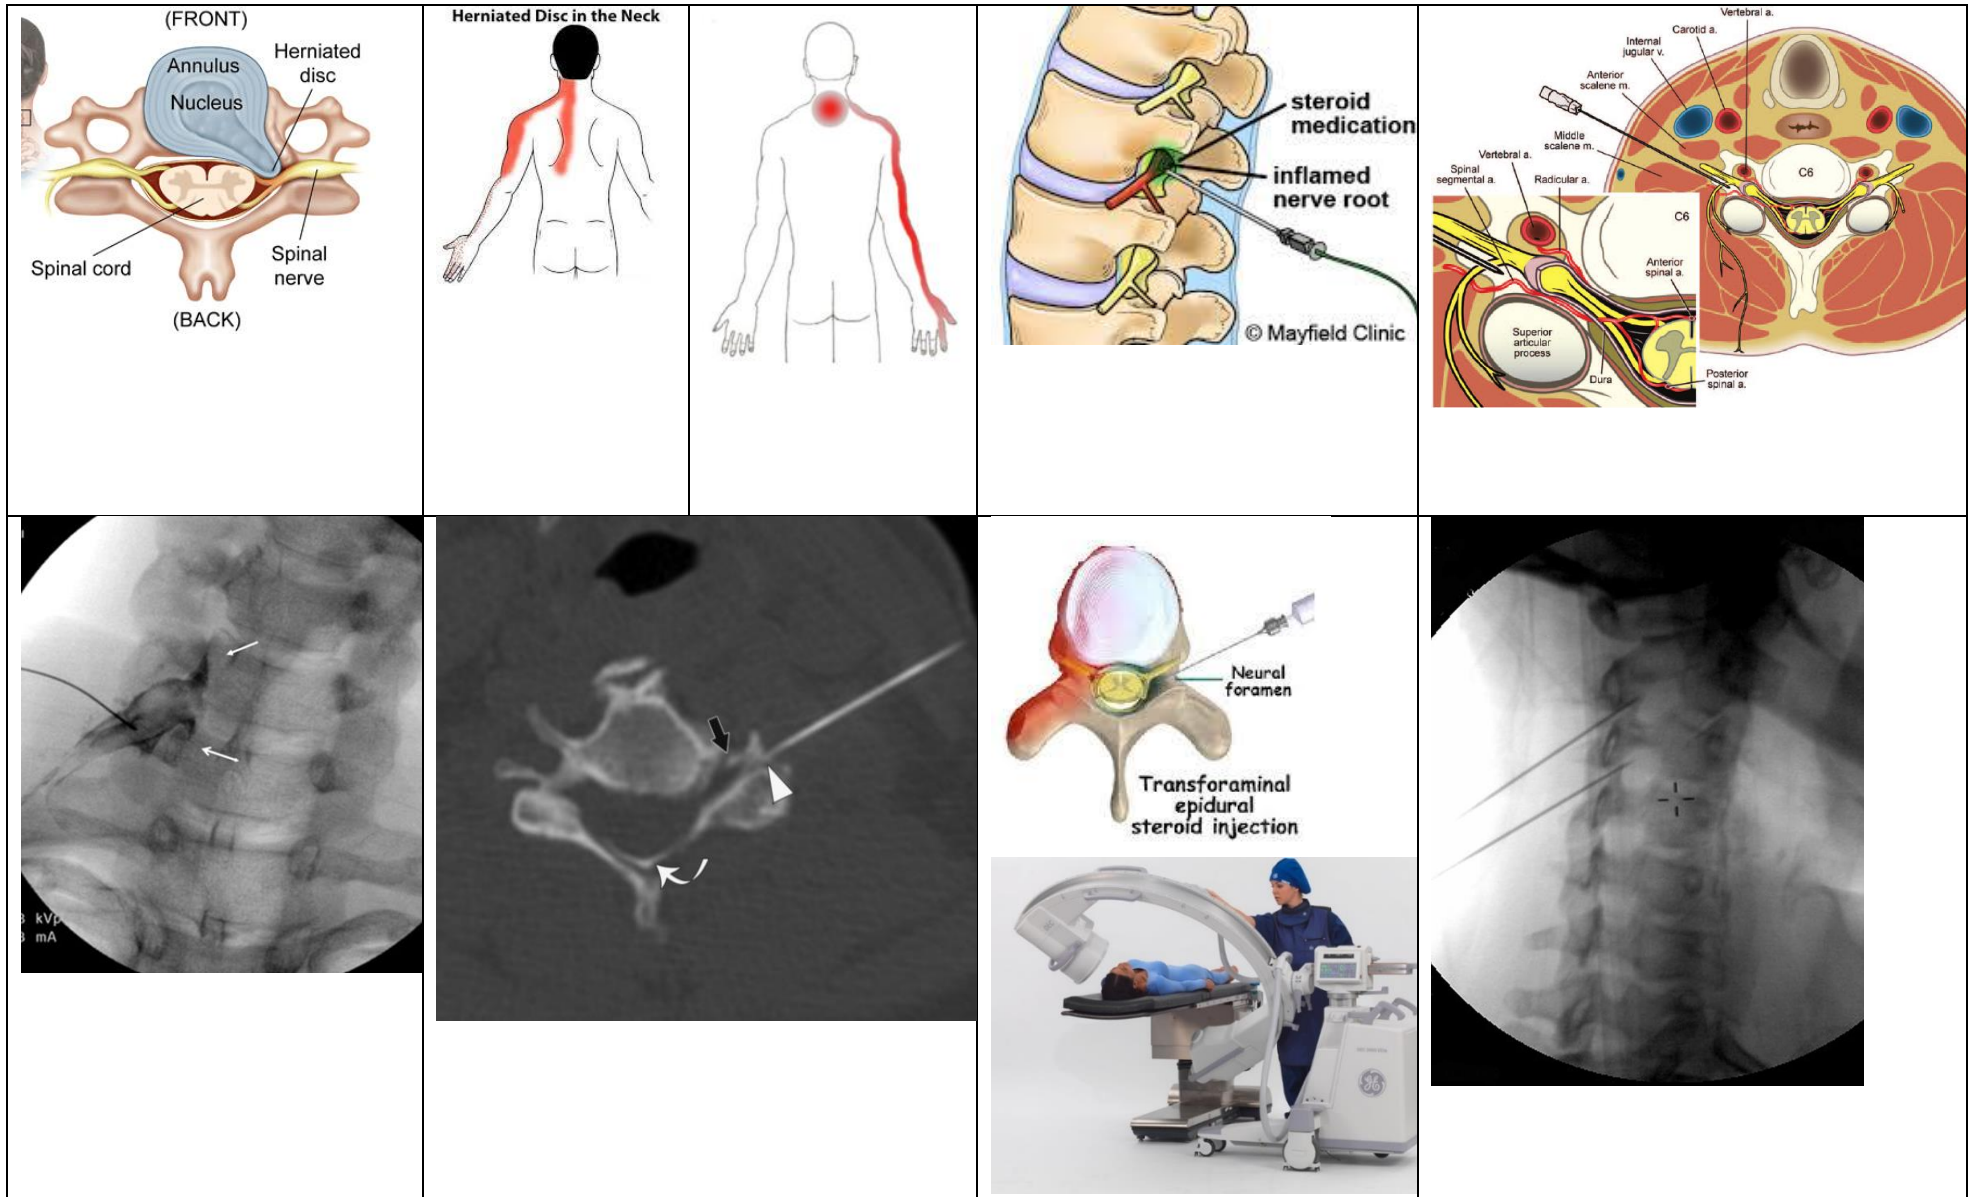 (FRONT)
Annulus
Nucleus
Herniated
disc
Spinal cord
Spinal
nerve
(BACK)
Herniated Disc in the Neck
steroid
medication
inflamed
nerve root
© Mayfield Clinic
Vertebral a.
Carotid a.
Internal
jugular v.
Anterior
scalene m.
Middle
scalene m.
Vertebral a.
Spinal
segmental a.
Radicular a.
C6
C6
Anterior
spinal a.
Superior
articular
process
Dura
Posterior
spinal a.
kVp
mA
Neural
foramen
Transforaminal
epidural
steroid injection
GE